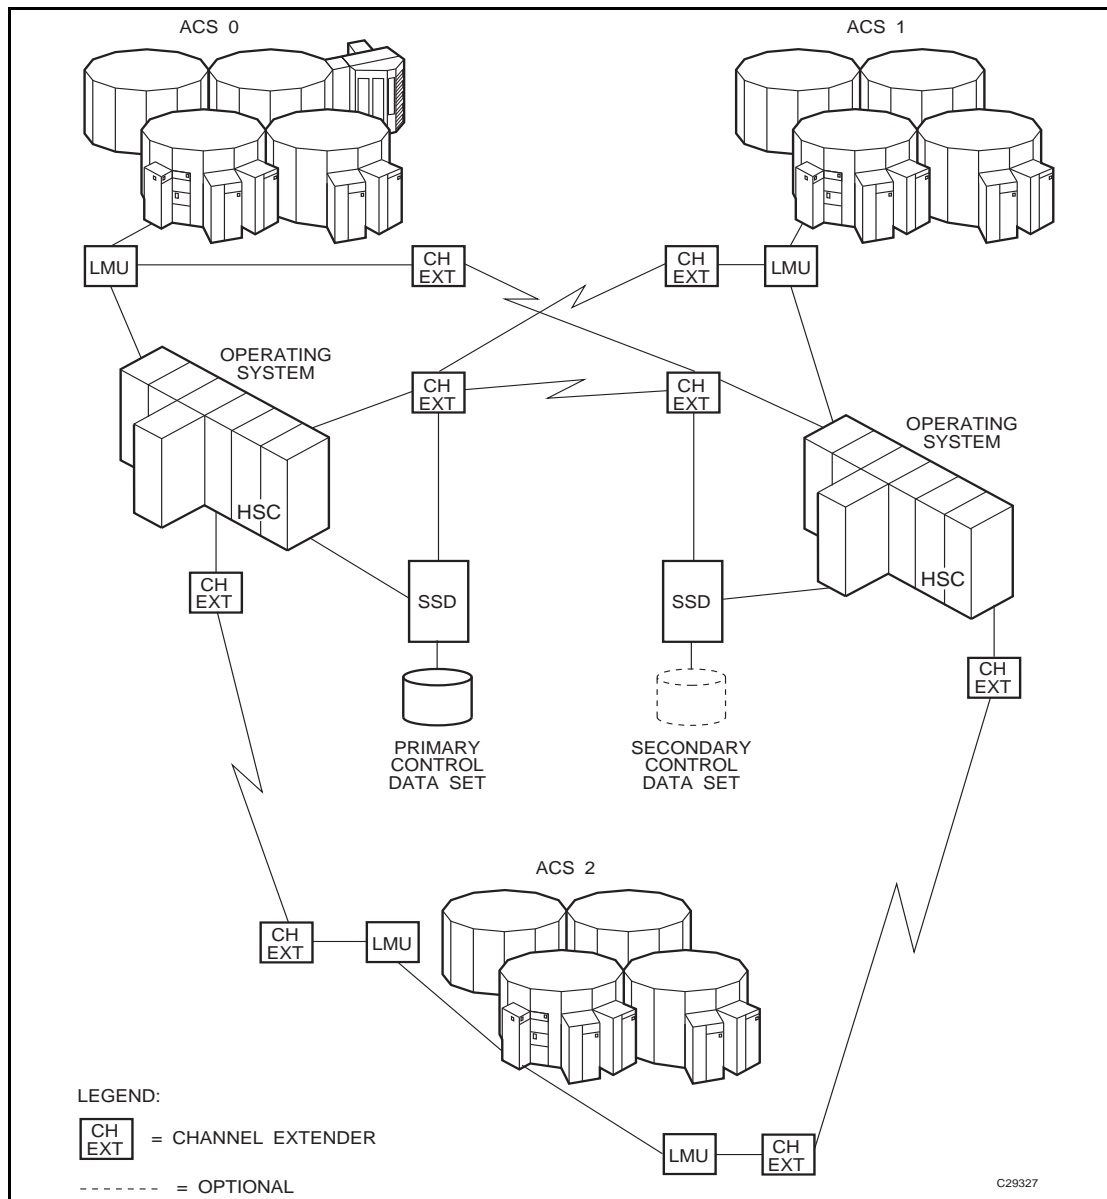 ACS 0
ACS 1
LMU
CH
EXT
CH
EXT
LMU
OPERATING
SYSTEM
CH
EXT
CH
EXT
OPERATING
SYSTEM
HSC
HSC
CH
EXT
SSD
SSD
CH
EXT
PRIMARY
CONTROL
DATA SET
SECONDARY
CONTROL
DATA SET
ACS 2
CH
EXT
LMU
LEGEND:
CH
EXT
= CHANNEL EXTENDER
LMU
CH
EXT
------- = OPTIONAL
C29327